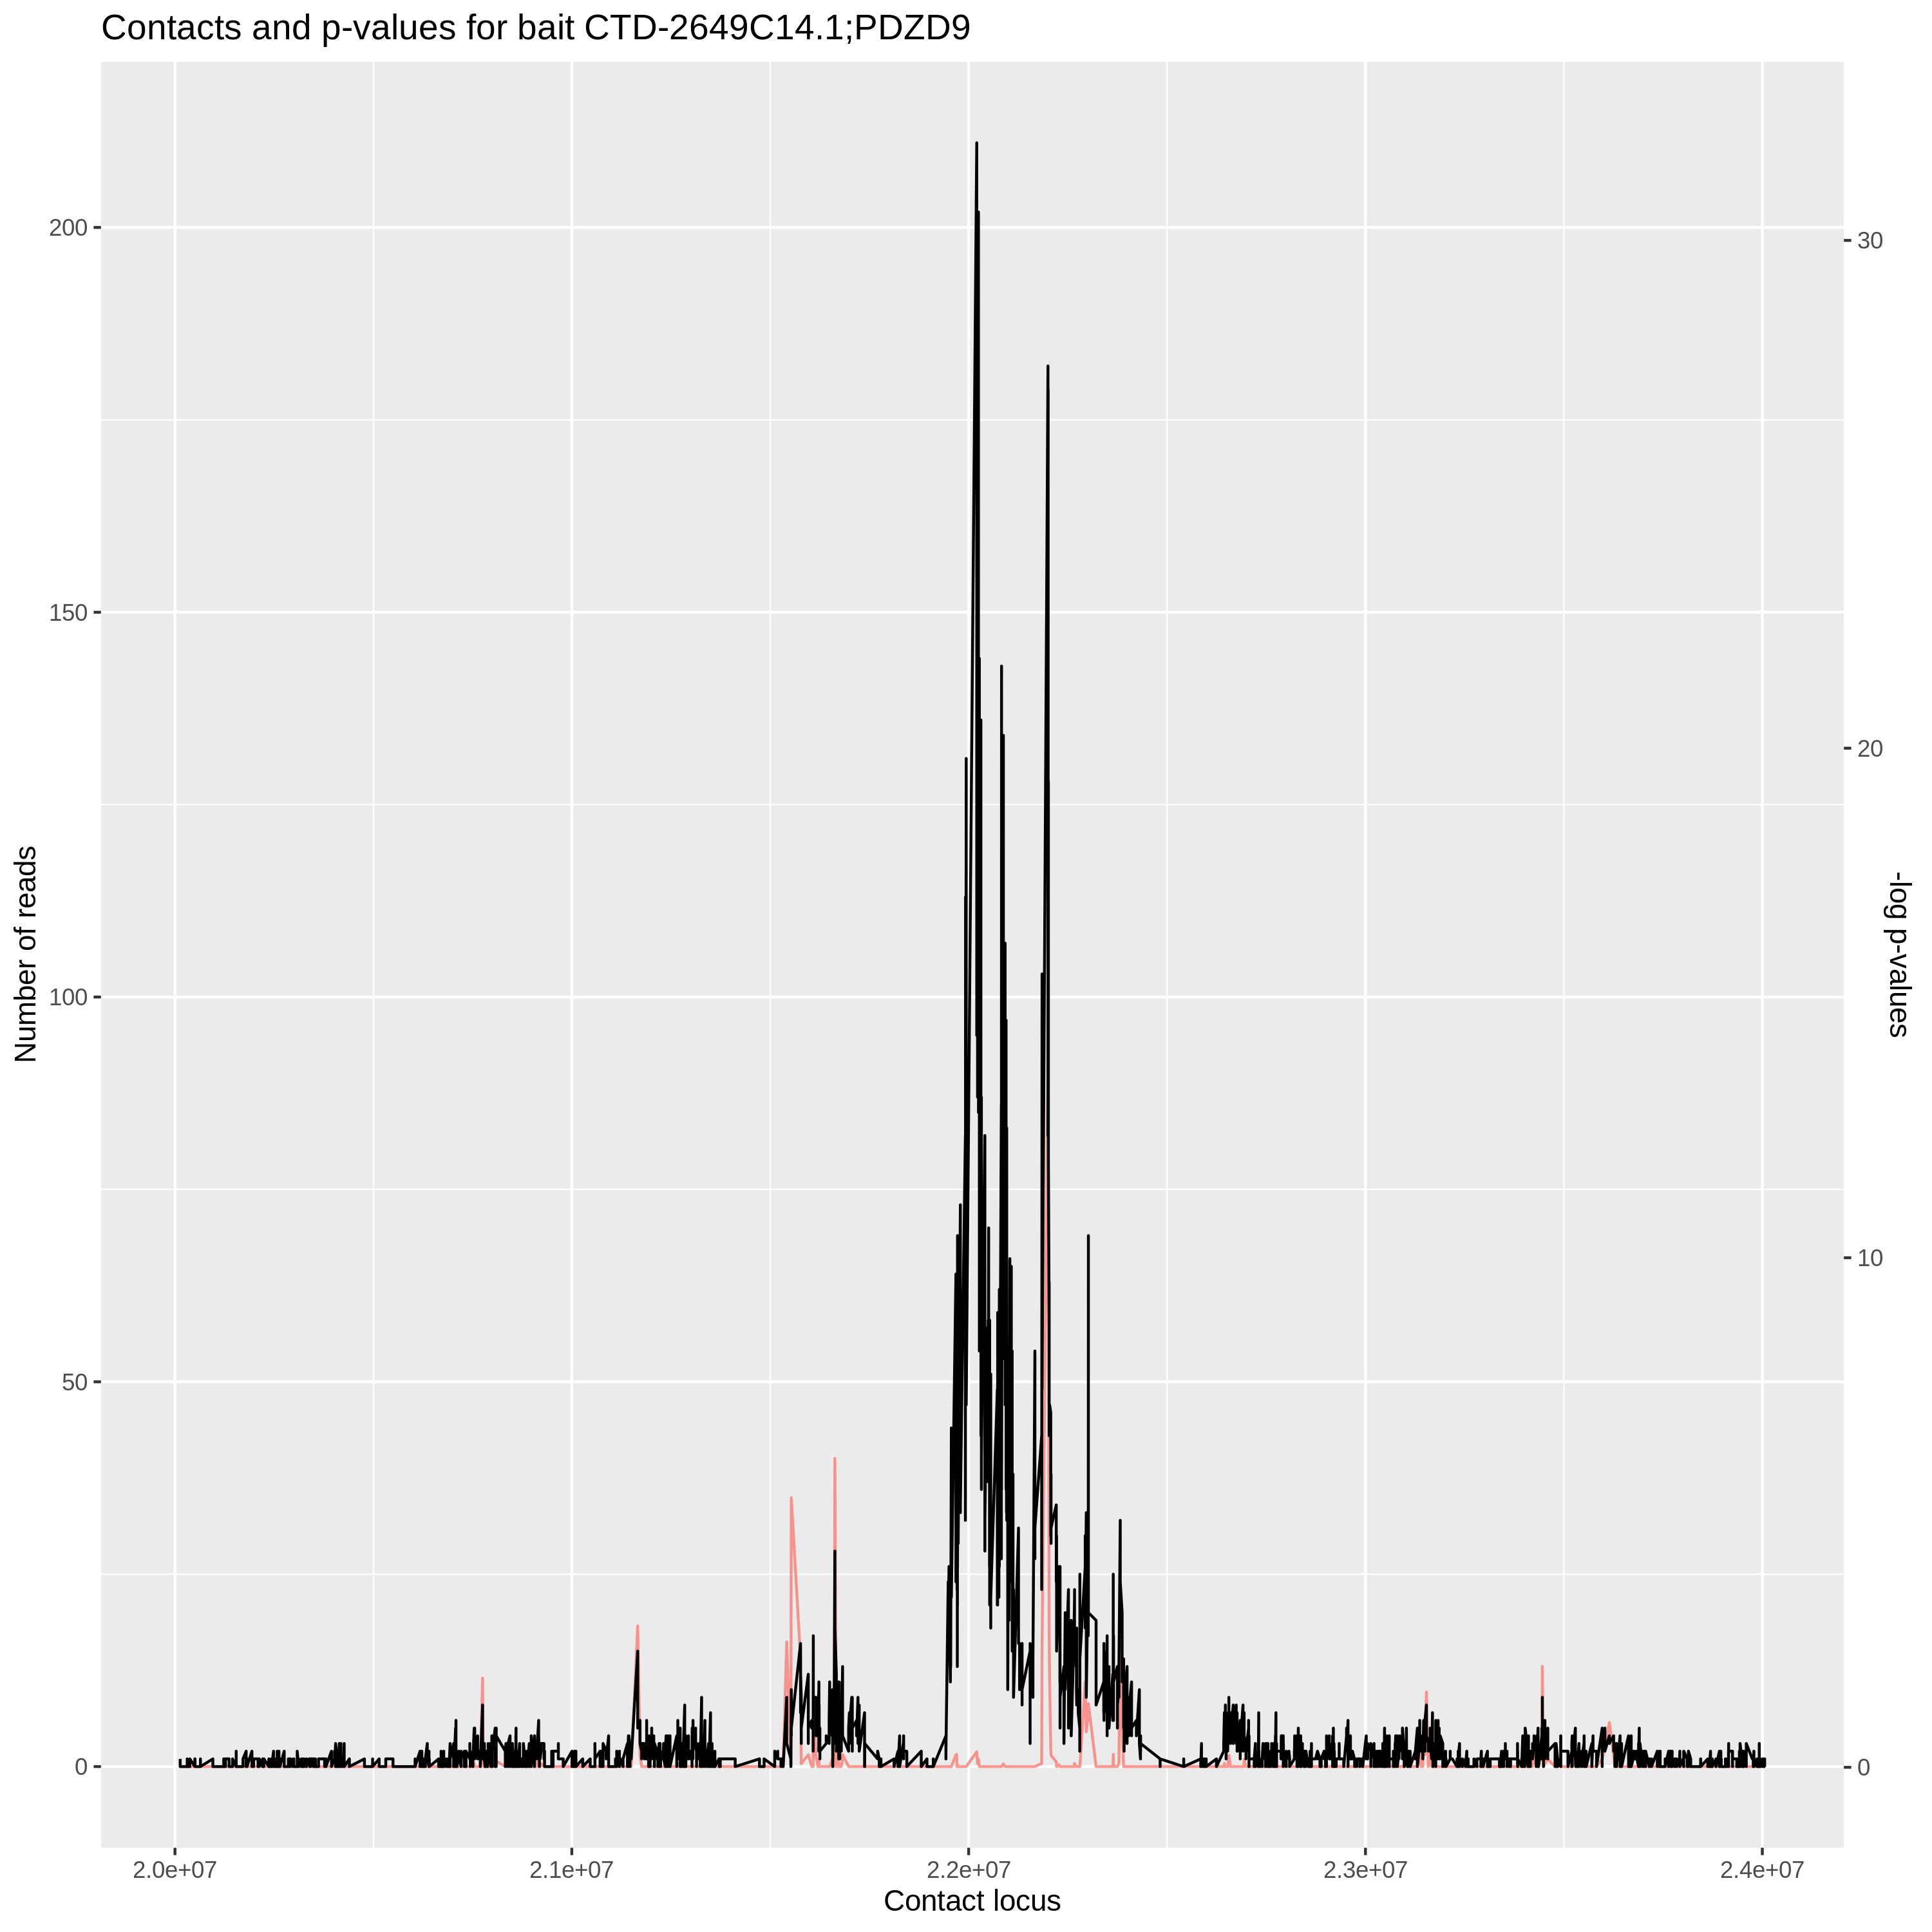 Contacts and p-values for bait CTD-2649C14.1;PDZD9
200
150
100
50
0
Number of reads
30
20
10
0
-log p-values
2.0e+07
2.1e+07
2.2e+07
2.3e+07
2.4e+07
Contact locus